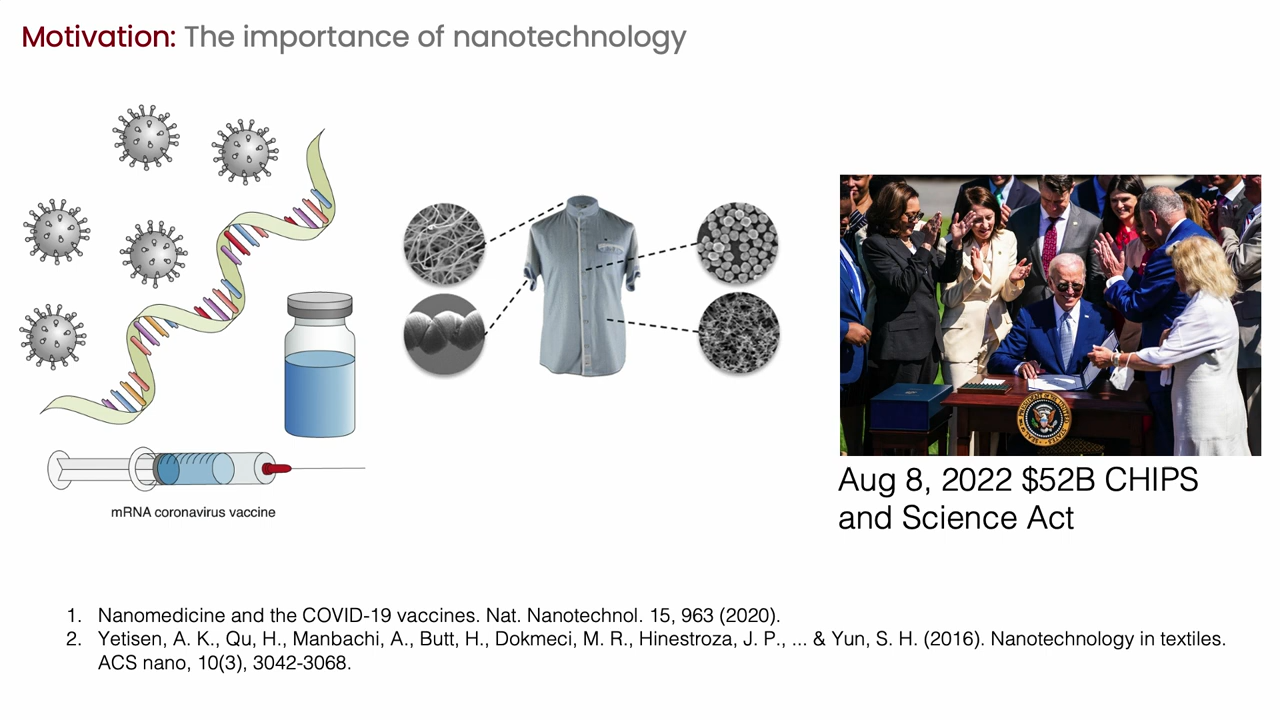 Motivation: The importance of nanotechnology
mRNA coronavirus vaccine
Aug 8, 2022 $52B CHIPS
and Science Act
1. Nanomedicine and the COVID-19 vaccines. Nat. Nanotechnol. 15, 963 (2020).
2. Yetisen, A. K., Qu, H., Manbachi, A., Butt, H., Dokmeci, M. R., Hinestroza, J. P., ... & Yun, S. H. (2016). Nanotechnology in textiles.
ACS nano, 10(3), 3042-3068.